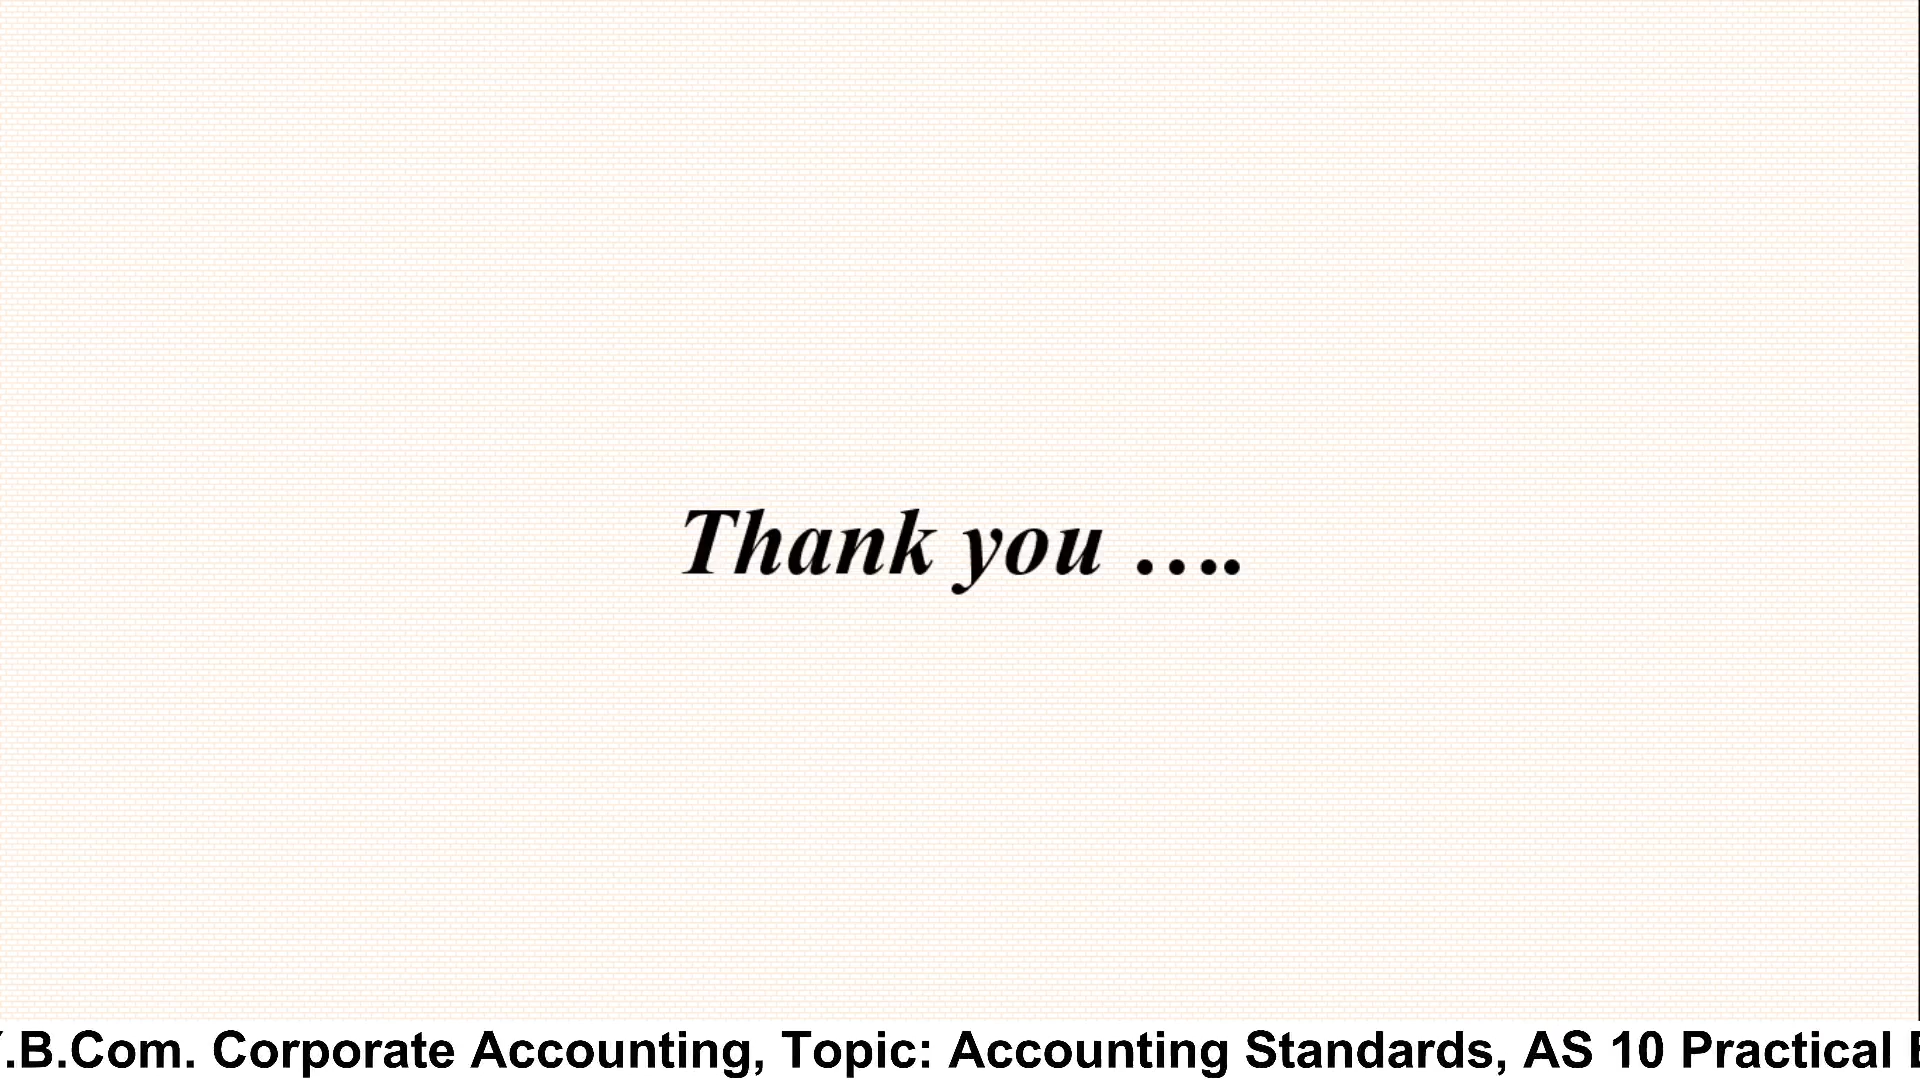 Thank you ....
.B.Com. Corporate Accounting, Topic: Accounting Standards, AS 10 Practical